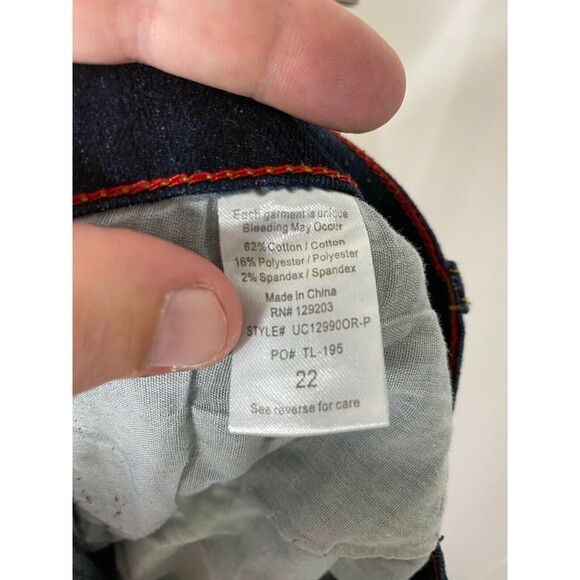 Each garment is unique
Bleeding May Occur
82% Cotton / Cotton
16% Polyester / Polyester
2% Spandex / Spandex
Made in China
RN# 129203
STYLE# UC12990OR-P
PO# TL-195
22
See reverse for care